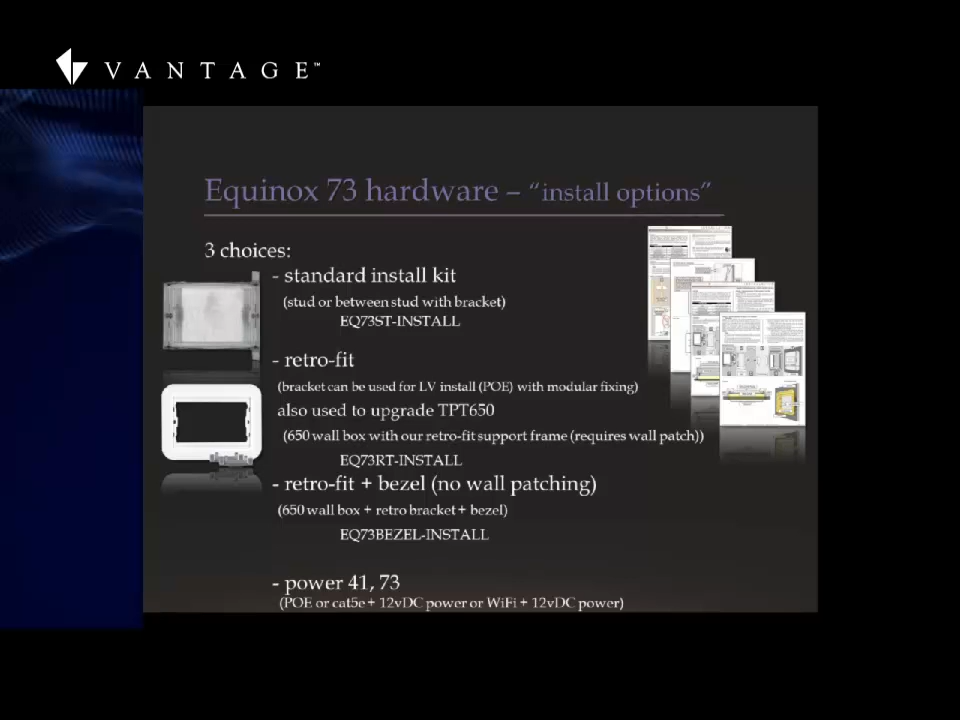 VANTAGE™
Equinox 73 hardware – “install options”
3 choices:
- standard install kit
(stud or between stud with bracket)
EQ73ST-INSTALL
- retro-fit
(bracket can be used for LV install (POE) with modular fixing)
also used to upgrade TPT650
(650 wall box with our retro-fit support frame (requires wall patch))
EQ73RT-INSTALL
- retro-fit + bezel (no wall patching)
(650 wall box + retro bracket + bezel)
EQ73BEZEL-INSTALL
- power 41, 73
(POE or cat5e + 12vDC power or WiFi + 12vDC power)